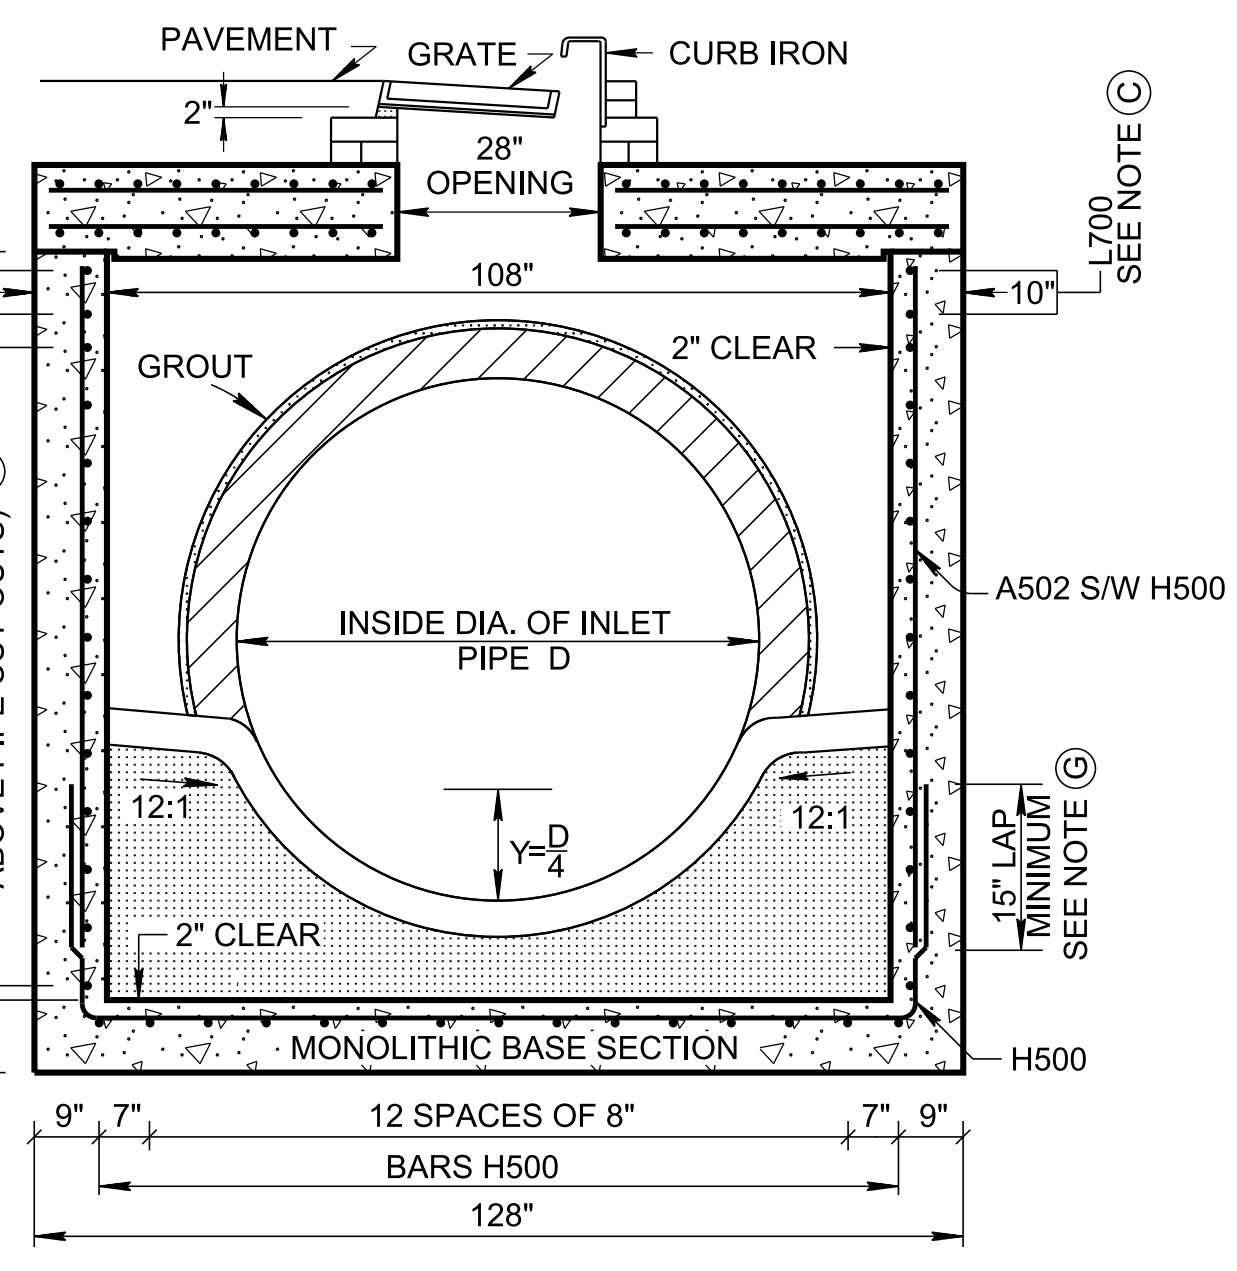 PAVEMENT
GRATE
CURB IRON
2"
28"
OPENING
L700
SEE NOTE C
108"
10"
2" CLEAR
GROUT
A502 S/W H500
INSIDE DIA. OF INLET
PIPE D
12:1
12:1
Y=D/4
15" LAP
MINIMUM
SEE NOTE G
2" CLEAR
MONOLITHIC BASE SECTION
H500
9" 7" 12 SPACES OF 8" 7" 9"
BARS H500
128"